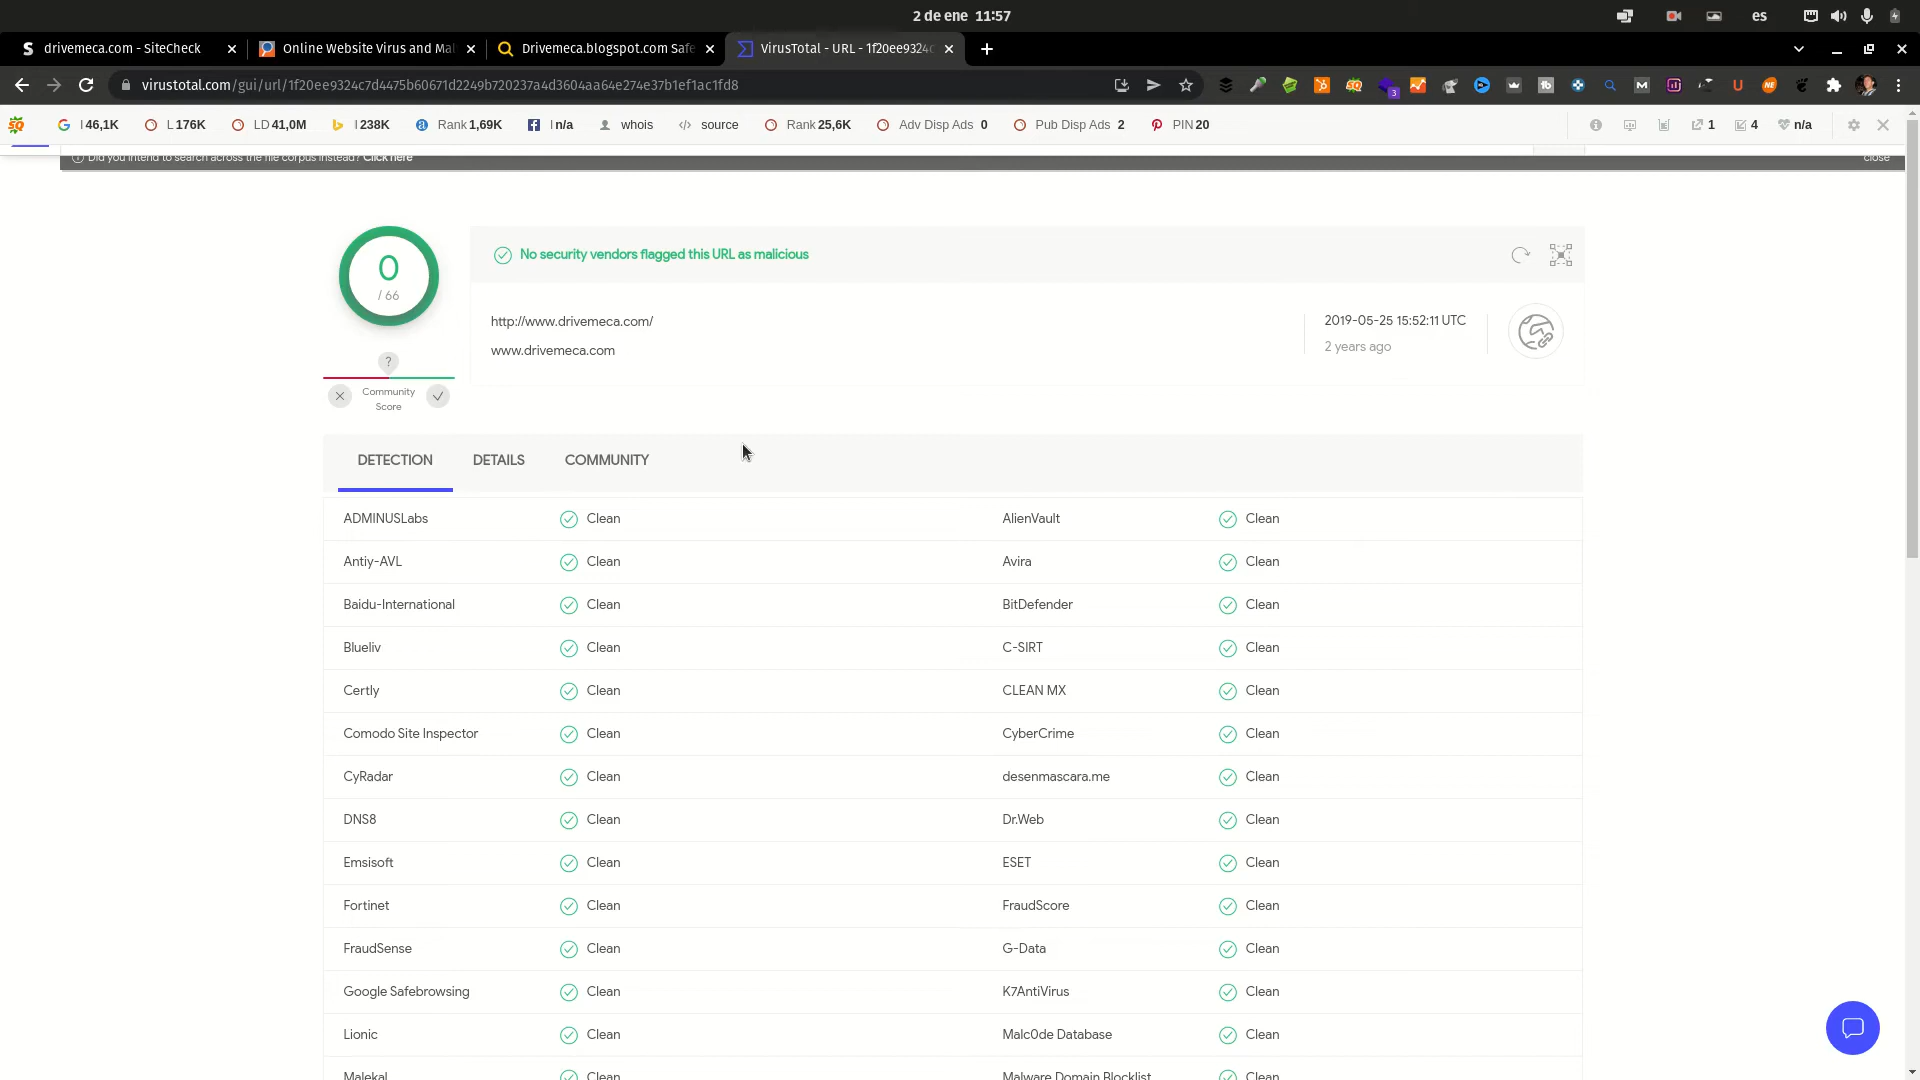 2 de ene 11:57
es
drivemeca.com - SiteCheck
Online Website Virus and Mal
Drivemeca.blogspot.com Safe
VirusTotal - URL - 1f20ee9324c
virustotal.com/gui/url/1f20ee9324c7d4475b60671d2249b720237a4d3604aa64e274e37b1ef1ac1fd8
3
I 46,1K
L 176K
LD 41,0M
I 238K
Rank 1,69K
I n/a
whois
source
Rank 25,6K
Adv Disp Ads 0
Pub Disp Ads 2
PIN 20
1
4
n/a
Did you intend to search across the file corpus instead? Click here
close
0
/ 66
No security vendors flagged this URL as malicious
http://www.drivemeca.com/
www.drivemeca.com
2019-05-25 15:52:11 UTC
2 years ago
?
Community
Score
DETECTION
DETAILS
COMMUNITY
ADMINUSLabs Clean AlienVault Clean
Antiy-AVL Clean Avira Clean
Baidu-International Clean BitDefender Clean
Blueliv Clean C-SIRT Clean
Certly Clean CLEAN MX Clean
Comodo Site Inspector Clean CyberCrime Clean
CyRadar Clean desenmascara.me Clean
DNS8 Clean Dr.Web Clean
Emsisoft Clean ESET Clean
Fortinet Clean FraudScore Clean
FraudSense Clean G-Data Clean
Google Safebrowsing Clean K7AntiVirus Clean
Lionic Clean Malc0de Database Clean
Malekal Clean Malware Domain Blocklist Clean